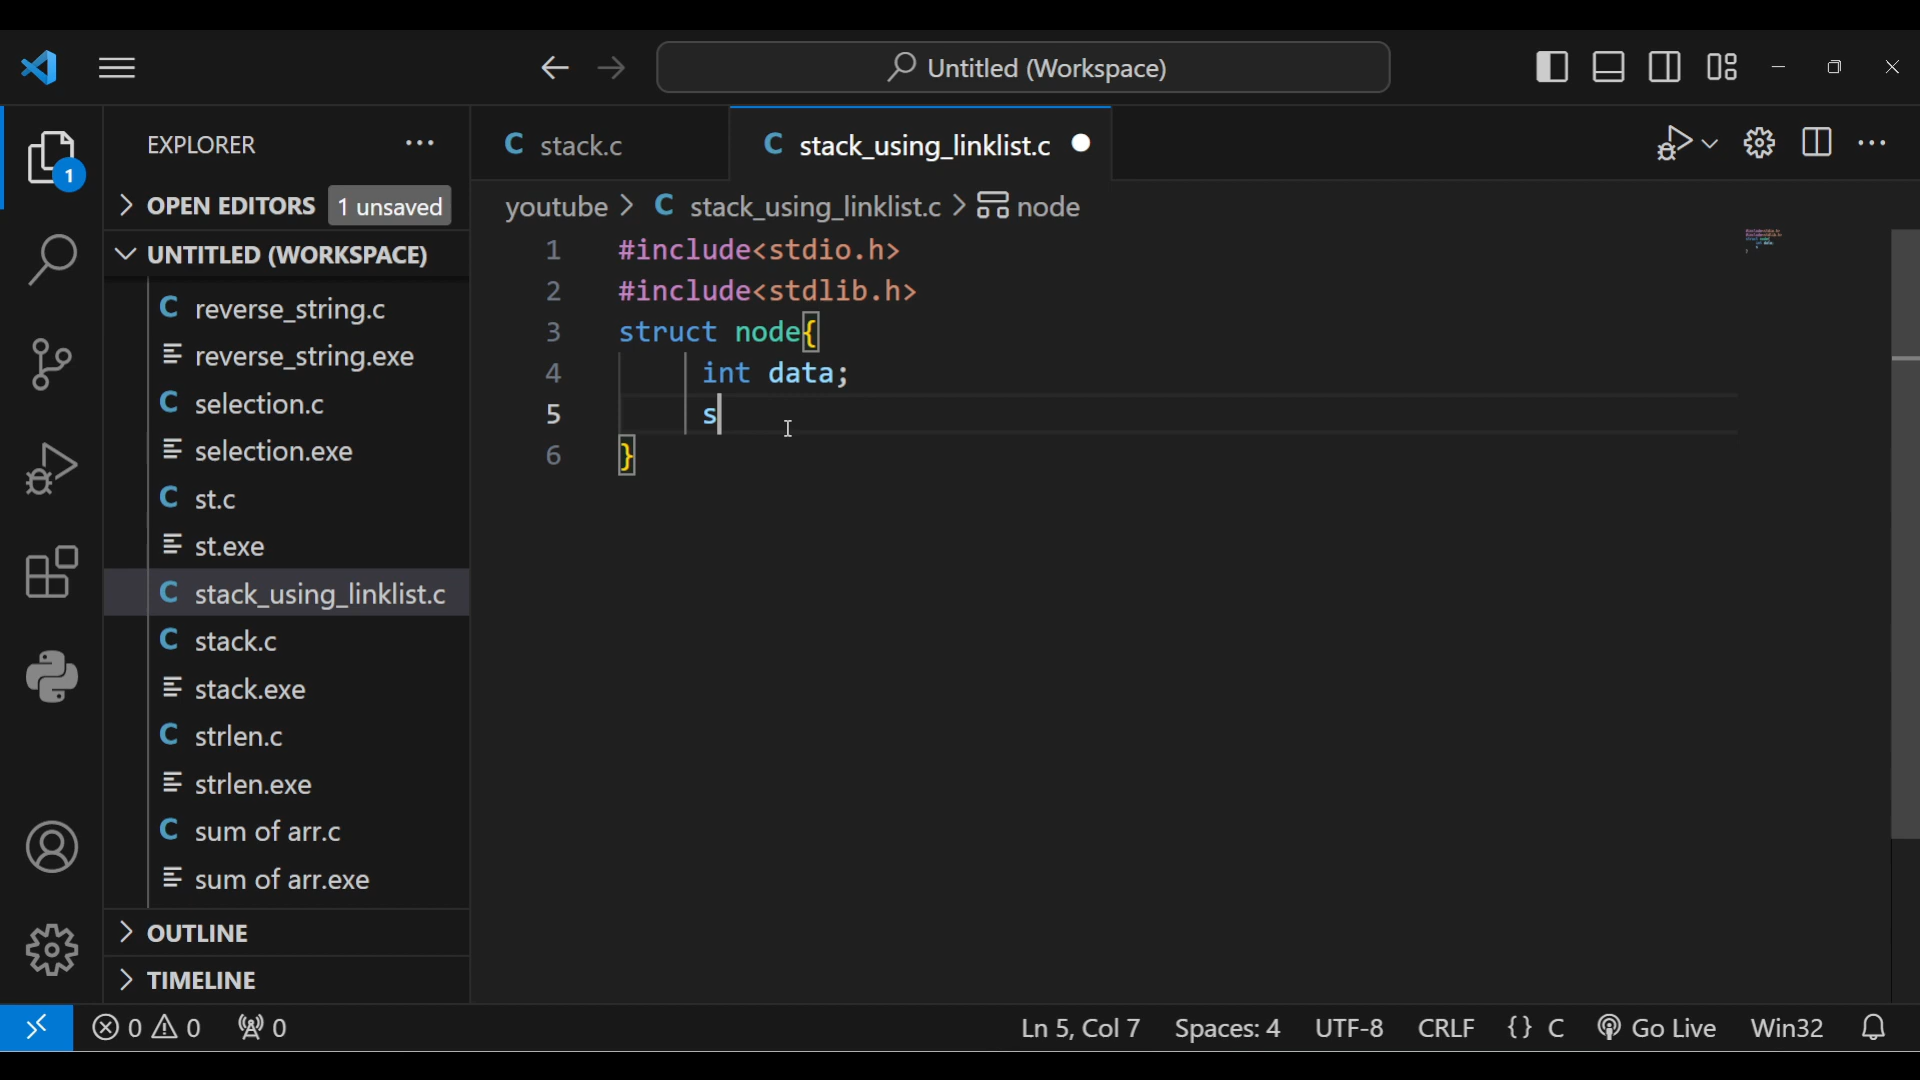 Untitled (Workspace)
EXPLORER
1
OPEN EDITORS 1 unsaved
UNTITLED (WORKSPACE)
reverse_string.c
reverse_string.exe
selection.c
selection.exe
st.c
st.exe
stack_using_linklist.c
stack.c
stack.exe
strlen.c
strlen.exe
sum of arr.c
sum of arr.exe
OUTLINE
TIMELINE
C stack.c
C stack_using_linklist.c
youtube > C stack_using_linklist.c > node
1 #include<stdio.h>
2 #include<stdlib.h>
3 struct node{
4 int data;
5 s
6 }
0 0 0
Ln 5, Col 7 Spaces: 4 UTF-8 CRLF {} C Go Live Win32